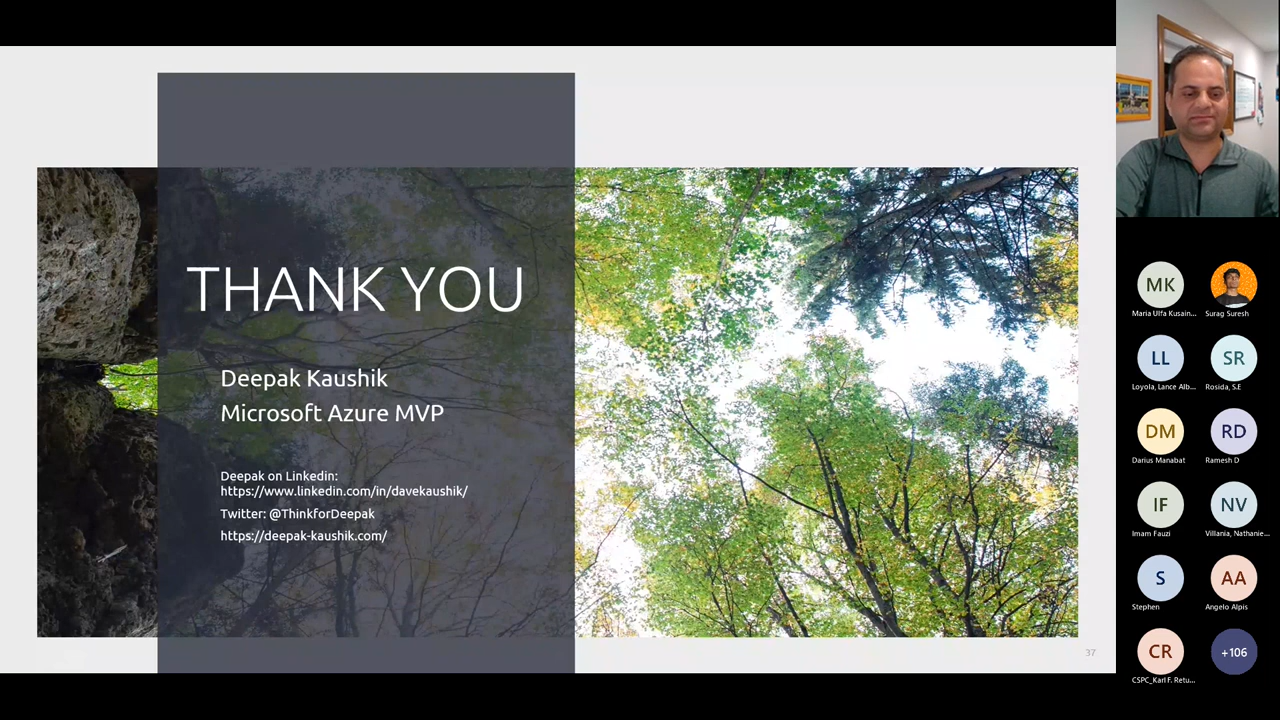 THANK YOU
Deepak Kaushik
Microsoft Azure MVP
Deepak on Linkedin:
https://www.linkedin.com/in/davekaushik/
Twitter: @ThinkforDeepak
https://deepak-kaushik.com/
37
MK
Maria Ulfa Kusain...
Surag Suresh
LL
Loyola, Lance Alb...
SR
Rosida, S.E
DM
Darius Manabat
RD
Ramesh D
IF
Imam Fauzi
NV
Villania, Nathanie...
S
Stephen
AA
Angelo Alpis
CR
CSPC_Karl F. Retu...
+106